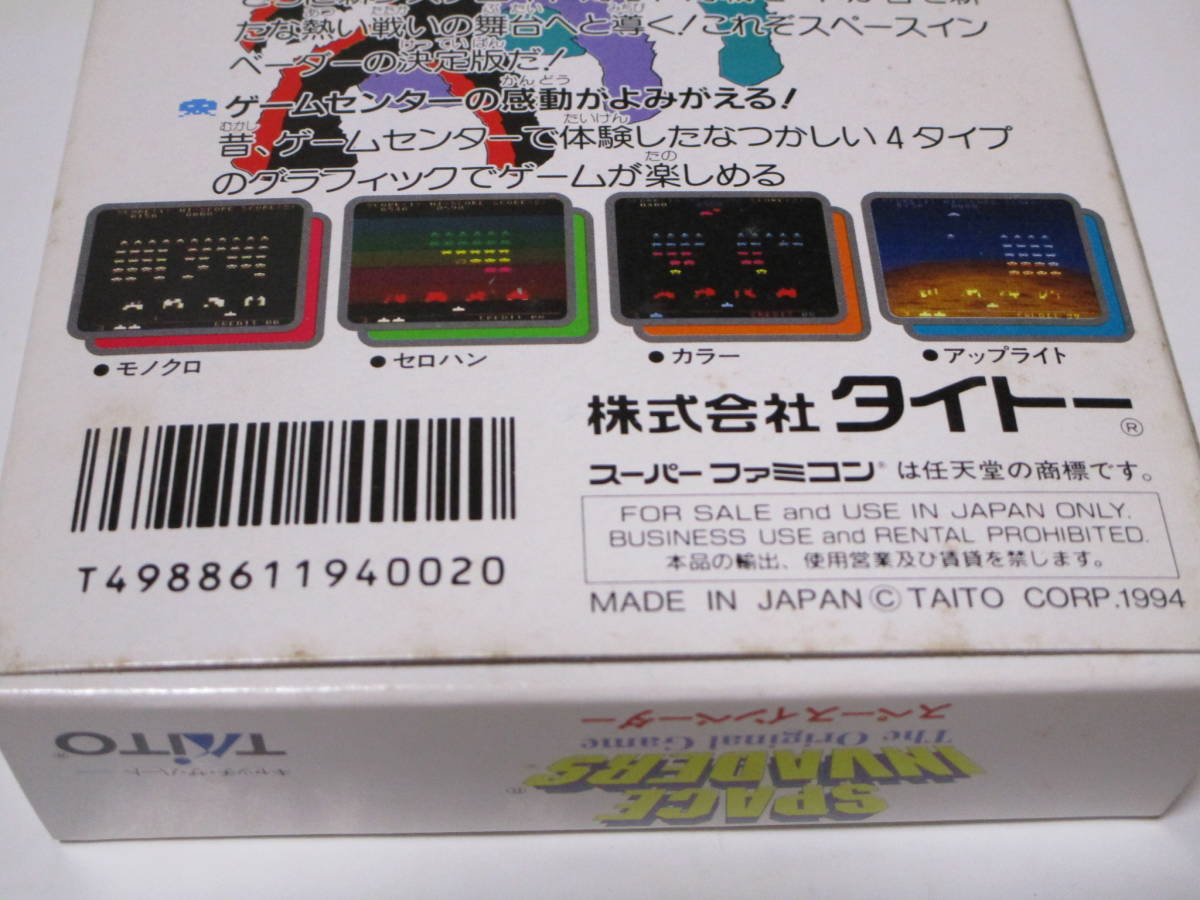 たな熱い戦いの舞台へと導く!これぞスペースイン
ベーダーの決定版だ!
ゲームセンターの感動がよみがえる!
昔、ゲームセンターで体験したなつかしい4タイプ
のグラフィックでゲームが楽しめる
●モノクロ
●セロハン
●カラー
●アップライト
株式会社 タイトー®
スーパーファミコン®は任天堂の商標です。
FOR SALE and USE IN JAPAN ONLY.
BUSINESS USE and RENTAL PROHIBITED.
本品の輸出、使用営業及び賃貸を禁じます。
MADE IN JAPAN © TAITO CORP.1994
T4988611940020
SPACE
INVADERS®
The Original Game
スペースインベーダー
キャッチ・ザ・ハート
TAITO®